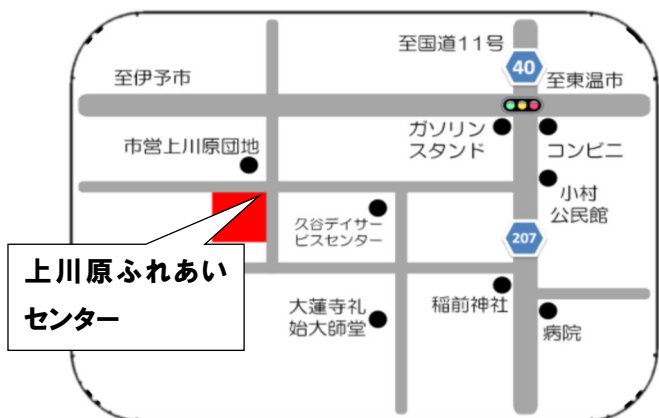 至国道11号
40
至伊予市
至東温市
市営上川原団地
ガソリン
スタンド
コンビニ
小村
公民館
久谷デイサー
ビスセンター
207
上川原ふれあい
センター
大蓮寺礼
始大師堂
稲前神社
病院